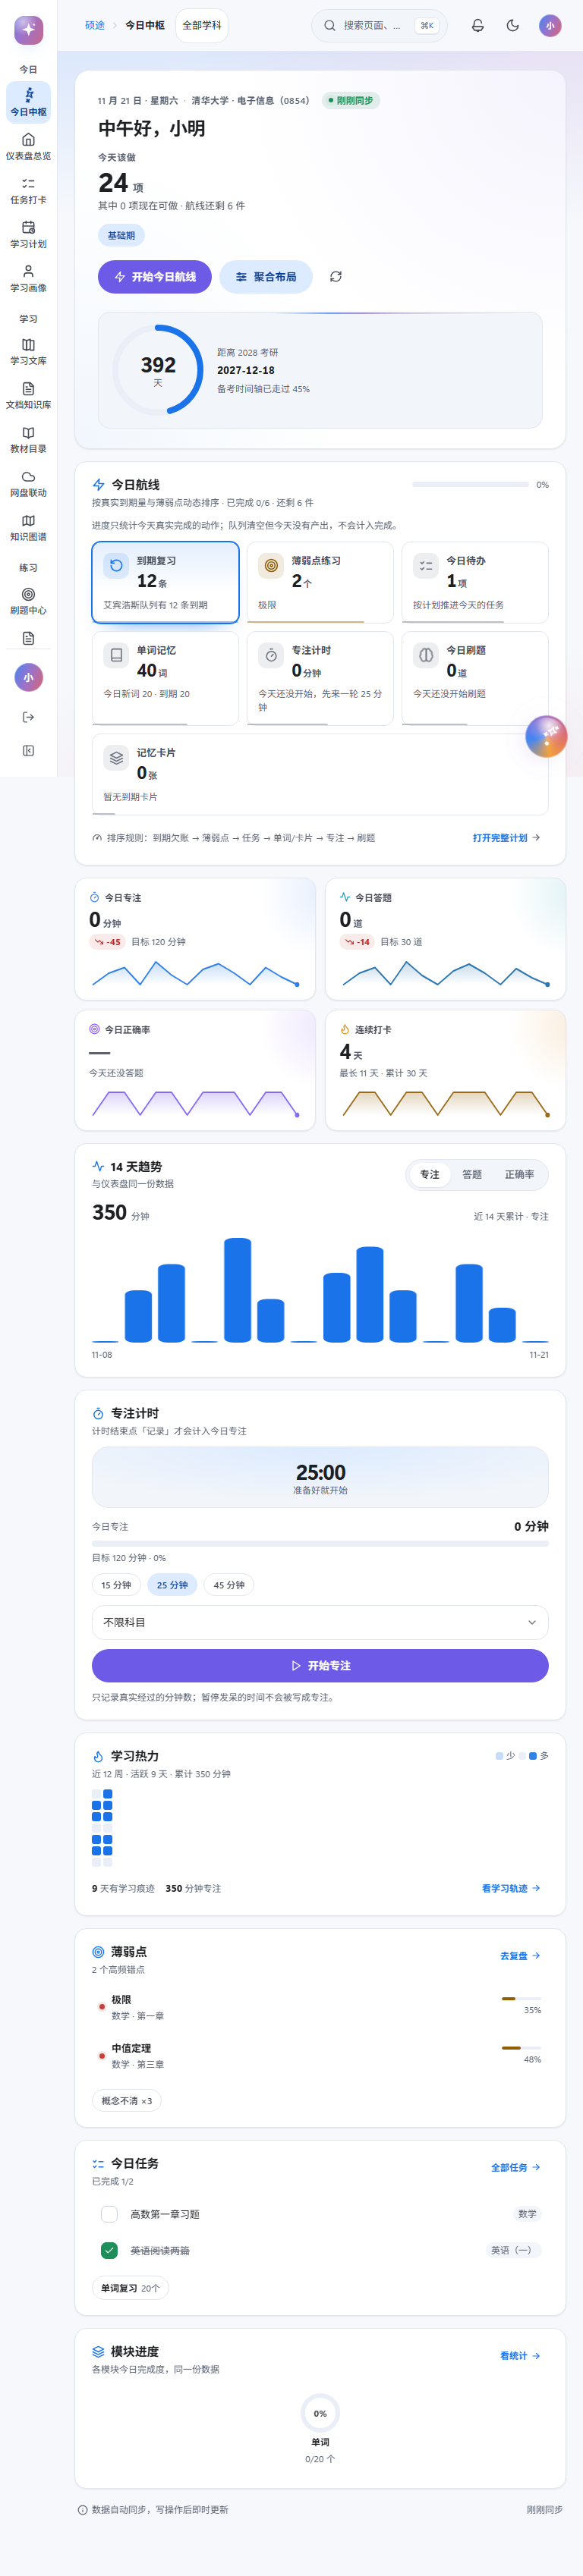 硕途 > 今日中枢 全部学科
搜索页面、... ⌘K
小
今日
今日中枢
仪表盘总览
任务打卡
学习计划
学习画像
学习
学习文库
文档知识库
教材目录
网盘联动
知识图谱
练习
刷题中心
小
11 月 21 日 · 星期六 · 清华大学 · 电子信息（0854） 刚刚同步
中午好，小明
今天该做
24 项
其中 0 项现在可做 · 航线还剩 6 件
基础期
开始今日航线 聚合布局
392
天
距离 2028 考研
2027-12-18
备考时间轴已走过 45%
今日航线 0%
按真实到期量与薄弱点动态排序 · 已完成 0/6 · 还剩 6 件
进度只统计今天真实完成的动作；队列清空但今天没有产出，不会计入完成。
到期复习
12条
艾宾浩斯队列有 12 条到期
薄弱点练习
2个
极限
今日待办
1项
按计划推进今天的任务
单词记忆
40词
今日新词 20 · 到期 20
专注计时
0分钟
今天还没开始，先来一轮 25 分
钟
今日刷题
0道
今天还没开始刷题
记忆卡片
0张
暂无到期卡片
排序规则：到期欠账 → 薄弱点 → 任务 → 单词/卡片 → 专注 → 刷题
打开完整计划 →
今日专注
0分钟
-45 目标 120 分钟
今日答题
0道
-14 目标 30 道
今日正确率
—
今天还没答题
连续打卡
4天
最长 11 天 · 累计 30 天
14 天趋势
与仪表盘同一份数据
专注 答题 正确率
350 分钟
近 14 天累计 · 专注
11-08 11-21
专注计时
计时结束点「记录」才会计入今日专注
25:00
准备好就开始
今日专注 0 分钟
目标 120 分钟 · 0%
15 分钟 25 分钟 45 分钟
不限科目
开始专注
只记录真实经过的分钟数；暂停发呆的时间不会被写成专注。
学习热力 少 多
近 12 周 · 活跃 9 天 · 累计 350 分钟
9 天有学习痕迹 350 分钟专注
看学习轨迹 →
薄弱点 去复盘 →
2 个高频错点
极限
数学 · 第一章
35%
中值定理
数学 · 第三章
48%
概念不清 ×3
今日任务 全部任务 →
已完成 1/2
高数第一章习题 数学
英语阅读两篇 英语（一）
单词复习 20个
模块进度 看统计 →
各模块今日完成度，同一份数据
0%
单词
0/20 个
数据自动同步，写操作后即时更新 刚刚同步